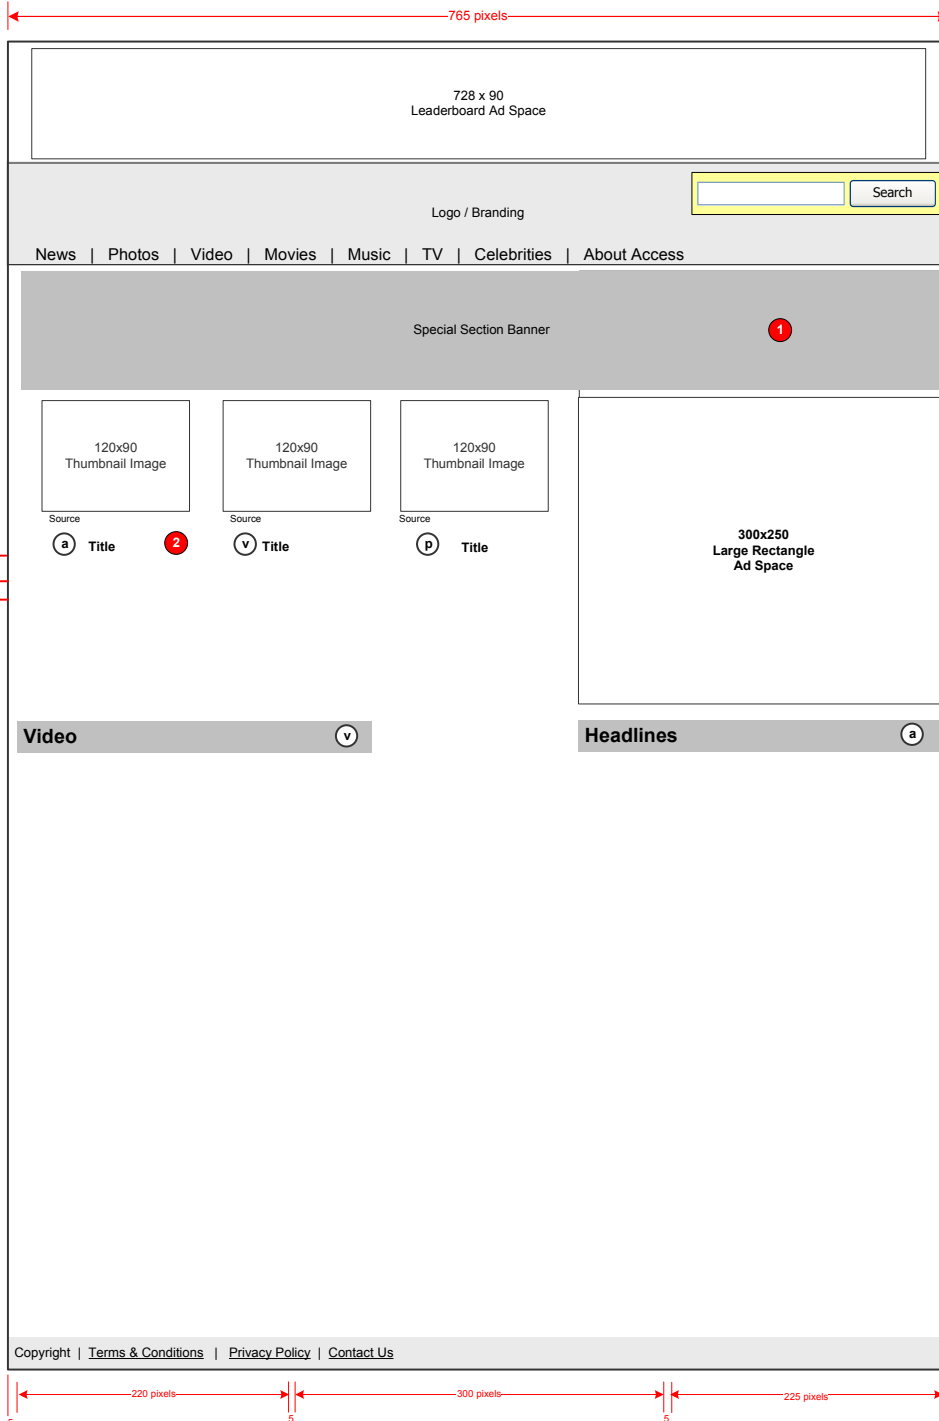 765 pixels
728 x 90
Leaderboard Ad Space
Search
Logo / Branding
News | Photos | Video | Movies | Music | TV | Celebrities | About Access
Special Section Banner
1
120x90
Thumbnail Image
120x90
Thumbnail Image
120x90
Thumbnail Image
Source
Source
Source
a Title 2
v Title
p Title
300x250
Large Rectangle
Ad Space
Video v
Headlines a
Copyright | Terms & Conditions | Privacy Policy | Contact Us
220 pixels
300 pixels
225 pixels
5
5